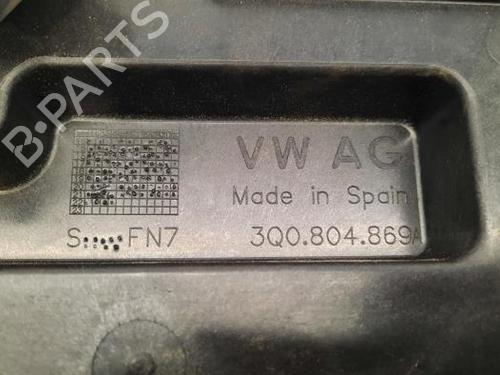 B-PARTS
VW AG
Made in Spain
S FN7
3Q0.804.869A